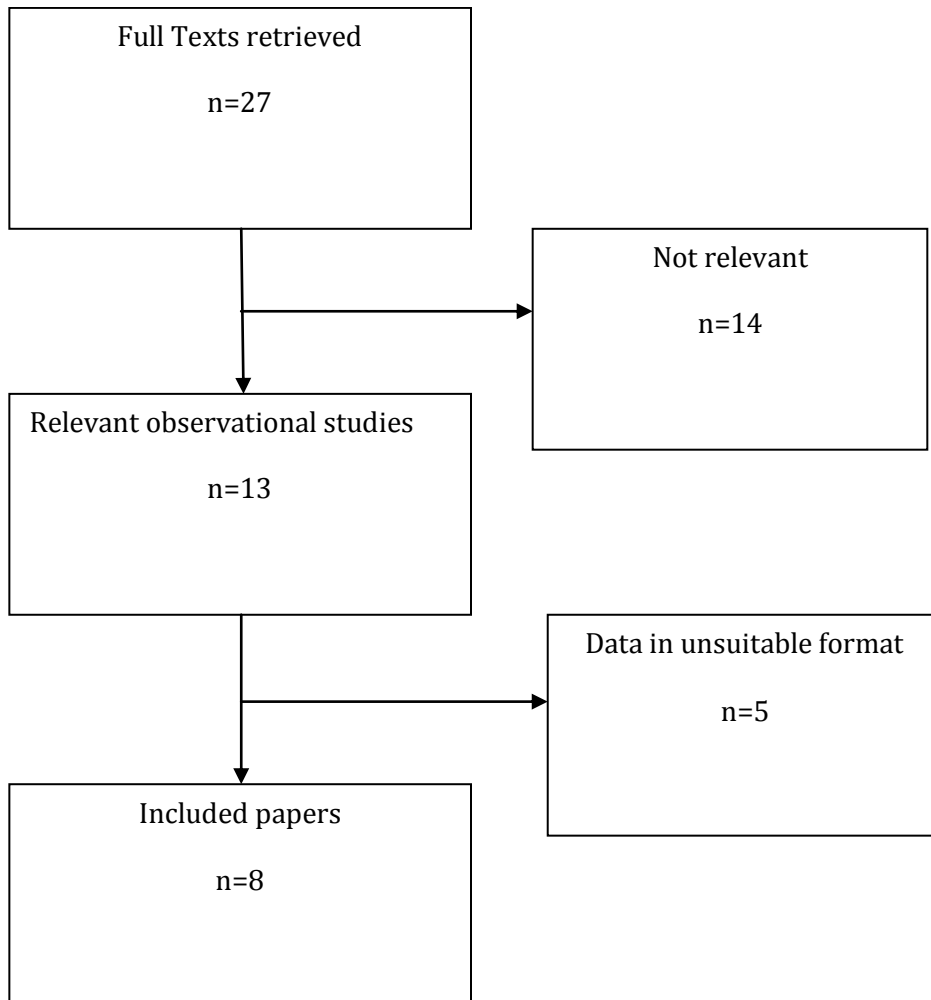 Full Texts retrieved
n=27
Not relevant
n=14
Relevant observational studies
n=13
Data in unsuitable format
n=5
Included papers
n=8